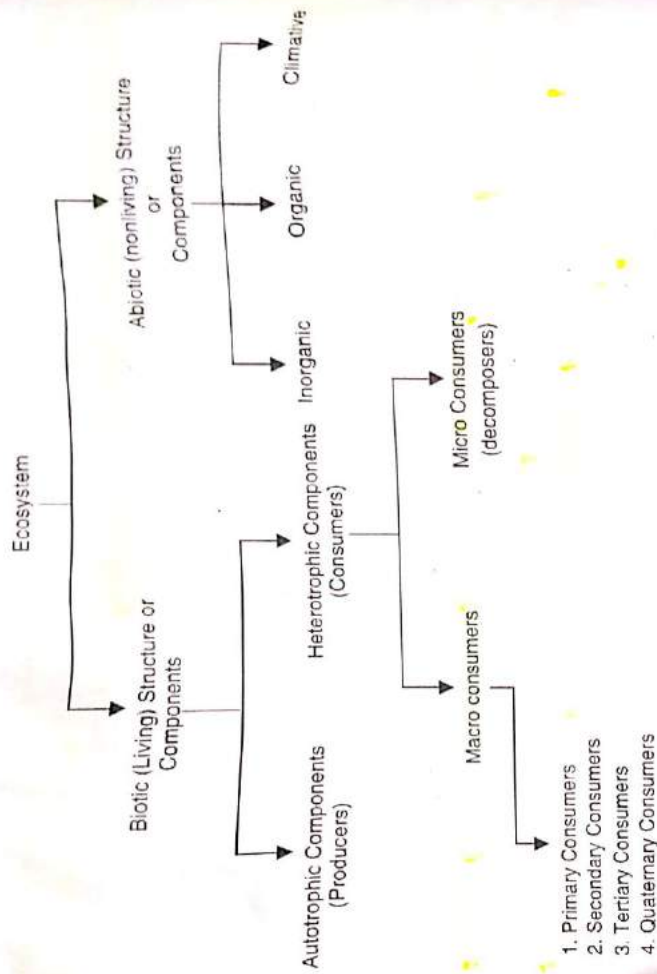 Ecosystem
Biotic (Living) Structure or
Components
Abiotic (nonliving) Structure
or
Components
Autotrophic Components
(Producers)
Heterotrophic Components
(Consumers)
Inorganic
Organic
Climative
Macro consumers
Micro Consumers
(decomposers)
1. Primary Consumers
2. Secondary Consumers
3. Tertiary Consumers
4. Quaternary Consumers